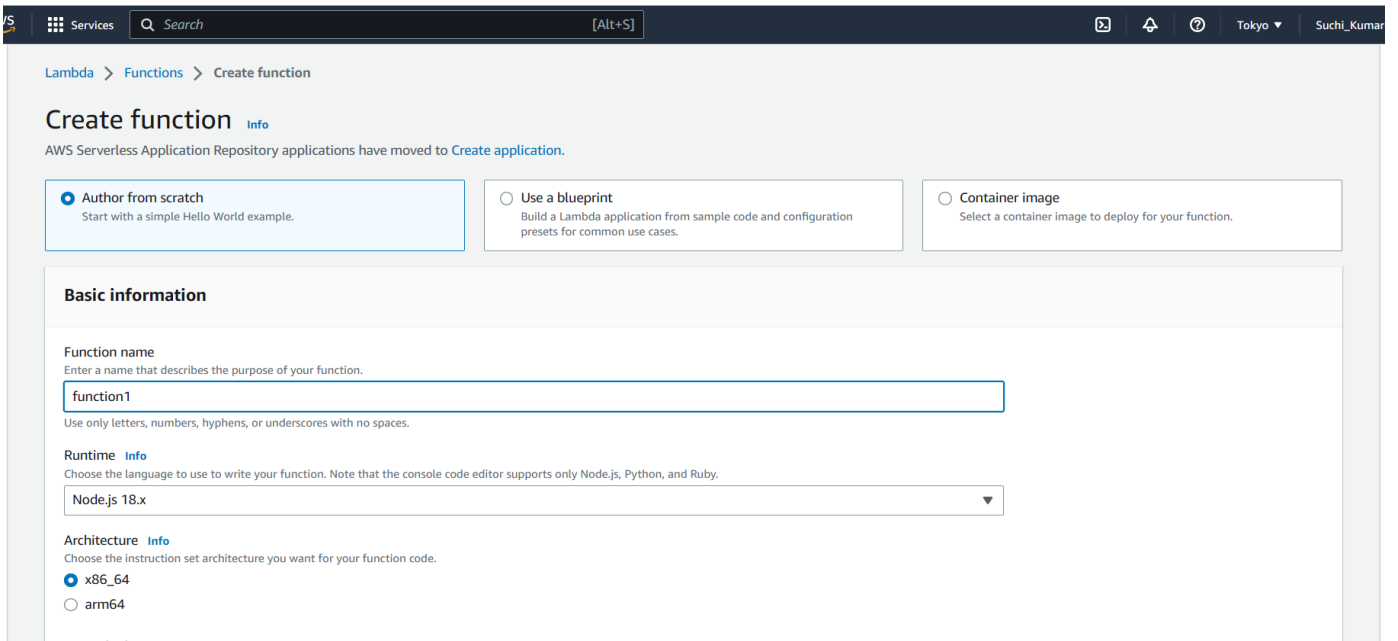 Services Search [Alt+S] Tokyo Suchi_Kumar
Lambda Functions Create function
Create function Info
AWS Serverless Application Repository applications have moved to Create application.
Author from scratch
Start with a simple Hello World example.
Use a blueprint
Build a Lambda application from sample code and configuration
presets for common use cases.
Container image
Select a container image to deploy for your function.
Basic information
Function name
Enter a name that describes the purpose of your function.
function1
Use only letters, numbers, hyphens, or underscores with no spaces.
Runtime Info
Choose the language to use to write your function. Note that the console code editor supports only Node.js, Python, and Ruby.
Node.js 18.x
Architecture Info
Choose the instruction set architecture you want for your function code.
x86_64
arm64